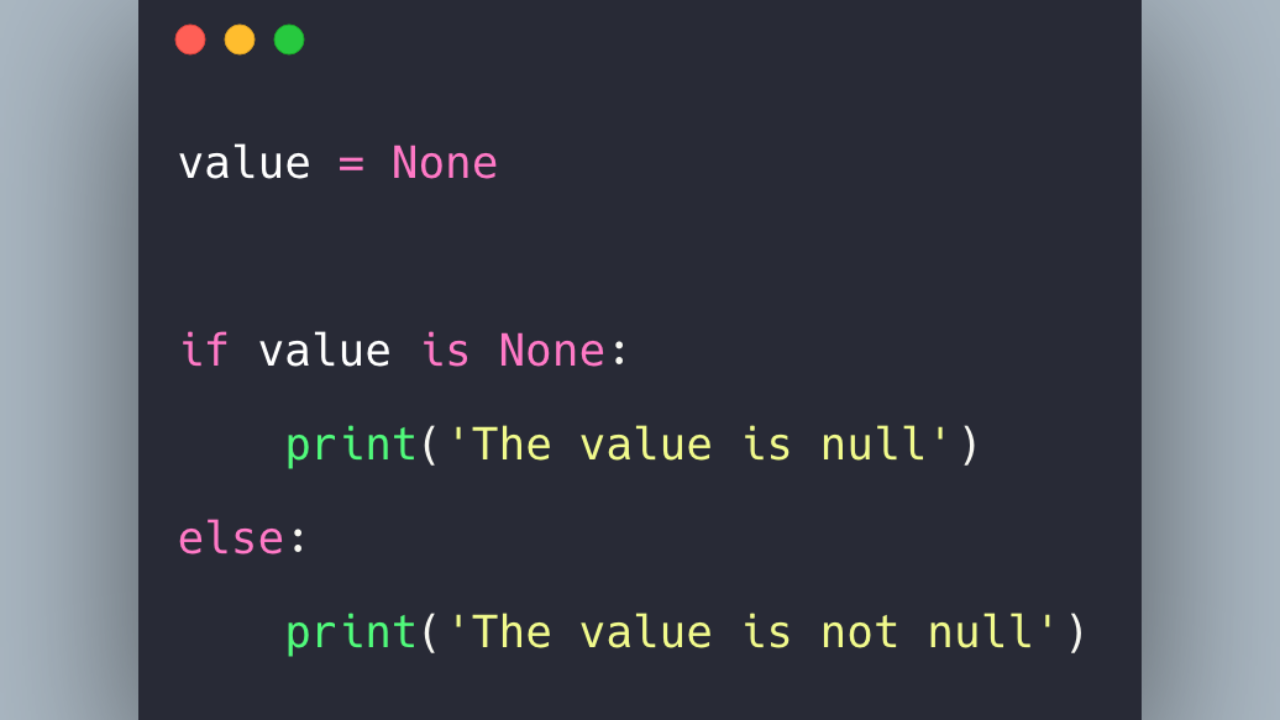 value = None
if value is None:
    print('The value is null')
else:
    print('The value is not null')